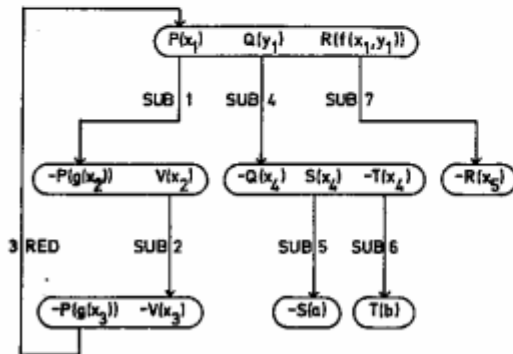 P(x₁) Q(y₁) R(f(x₁,y₁))
SUB 1 SUB 4 SUB 7
-P(g(x₂)) V(x₂) -Q(x₄) S(x₄) -T(x₄) -R(x₅)
3 RED SUB 2 SUB 5 SUB 6
-P(g(x₃)) -V(x₃) -S(a) T(b)